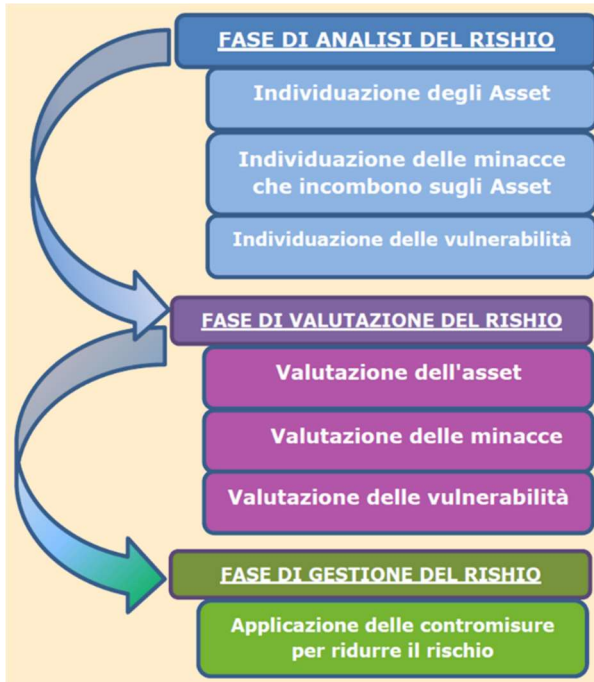 FASE DI ANALISI DEL RISHIO
Individuazione degli Asset
Individuazione delle minacce
che incombono sugli Asset
Individuazione delle vulnerabilità
FASE DI VALUTAZIONE DEL RISHIO
Valutazione dell'asset
Valutazione delle minacce
Valutazione delle vulnerabilità
FASE DI GESTIONE DEL RISHIO
Applicazione delle contromisure
per ridurre il rischio